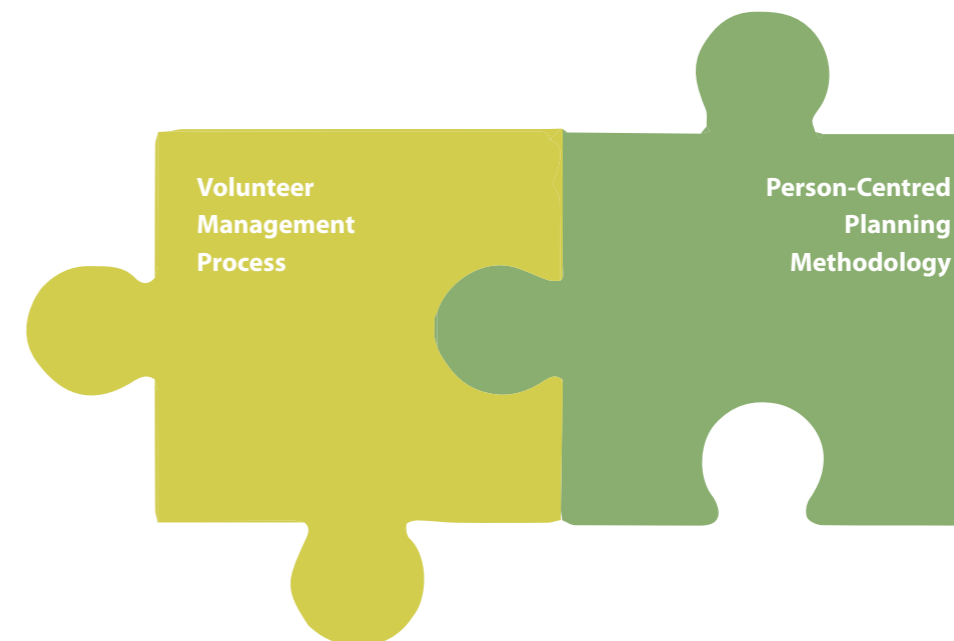 Volunteer
Management
Process
Person-Centred
Planning
Methodology